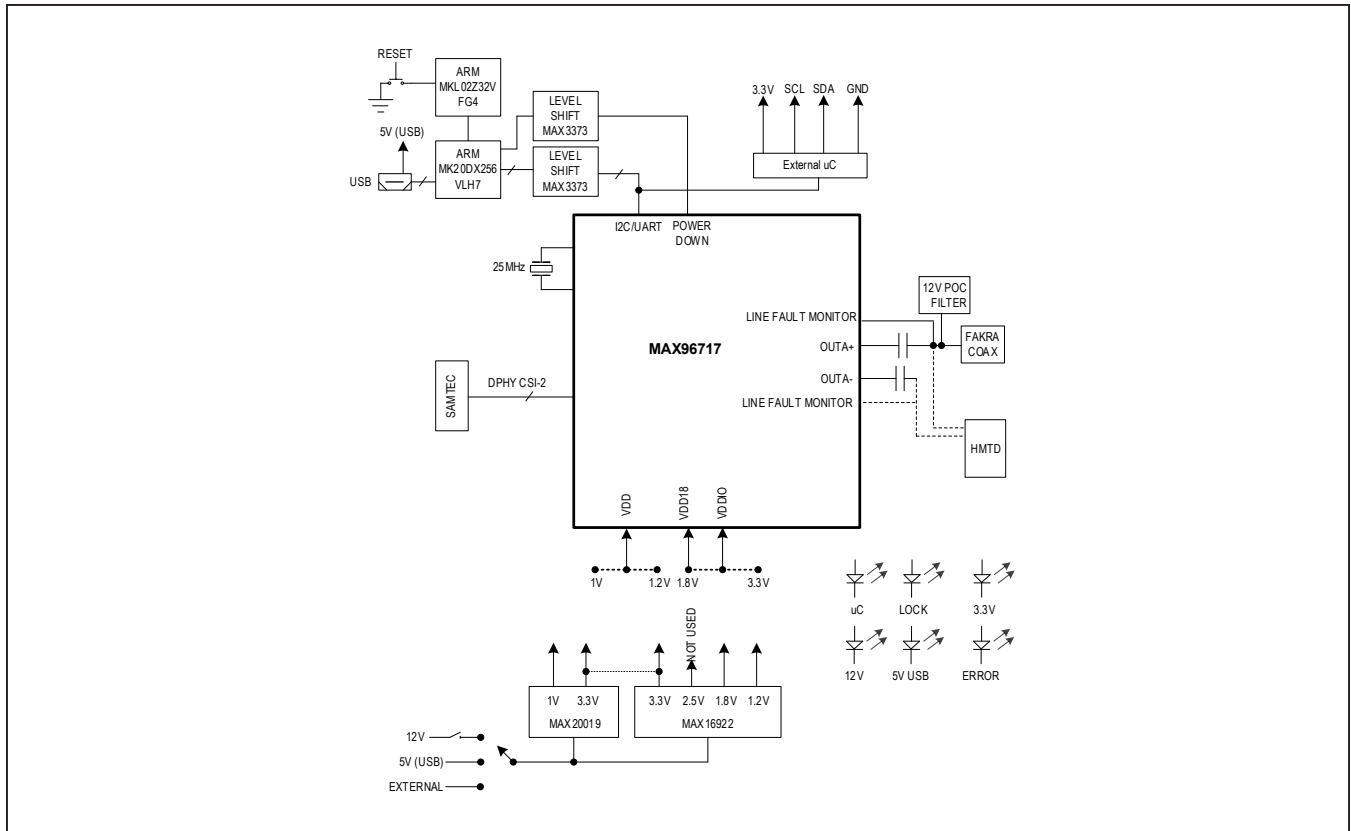 RESET
ARM
MKL02Z32V
FG4
LEVEL
SHIFT
MAX3373
3.3V SCL SDA GND
5V (USB)
ARM
MK20DX256
VLH7
LEVEL
SHIFT
MAX3373
External uC
USB
I2C/UART
POWER
DOWN
25MHz
12V POC
FILTER
LINE FAULT MONITOR
FAKRA
COAX
OUTA+
MAX96717
OUTA-
SAMTEC
DPHY CSI-2
LINE FAULT MONITOR
HMTD
VDD
VDD18
VDDIO
1V
1.2V
1.8V
3.3V
uC
LOCK
3.3V
NOT USED
12V
5V USB
ERROR
1V
3.3V
3.3V
2.5V
1.8V
1.2V
MAX20019
MAX16922
12V
5V (USB)
EXTERNAL